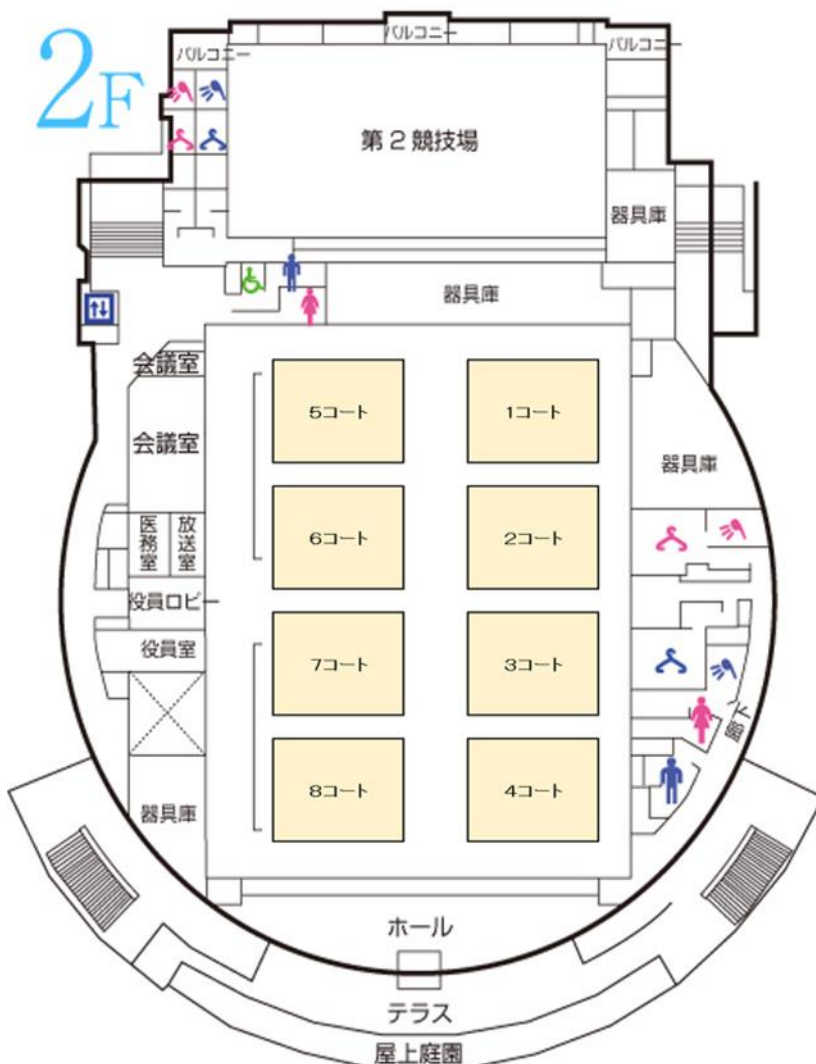 2F
バルコニー
バルコニー
バルコニー
第2競技場
器具庫
器具庫
会議室
会議室
5コート
1コート
器具庫
医務室
放送室
6コート
2コート
役員ロビー
役員室
7コート
3コート
廊下
器具庫
8コート
4コート
ホール
テラス
屋上庭園